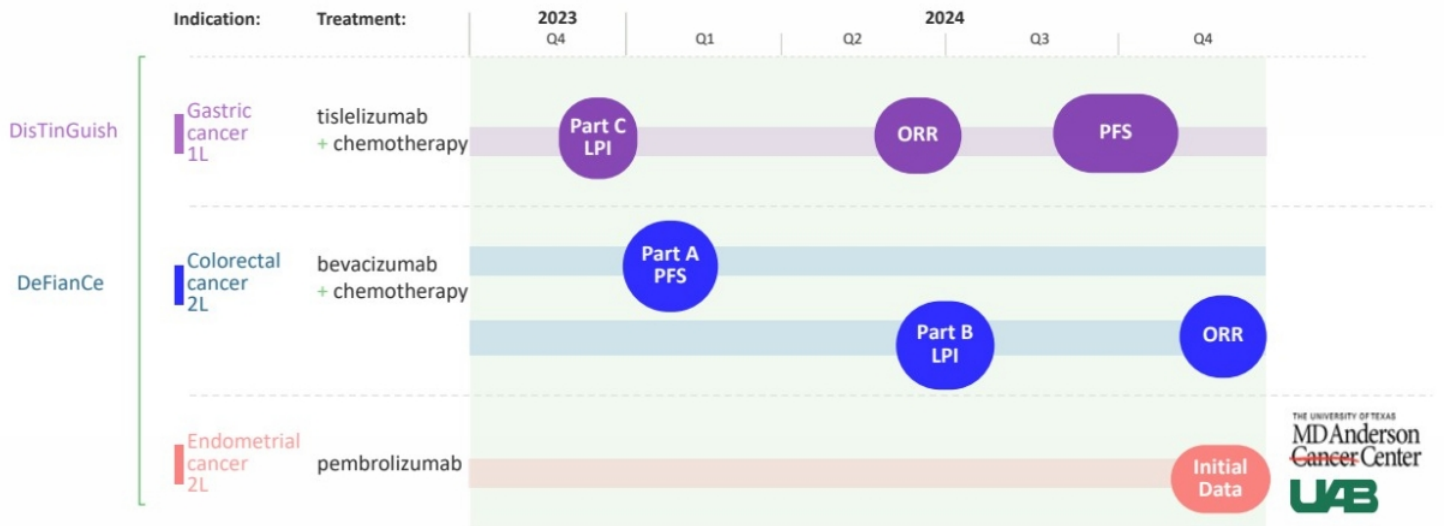 Indication: Treatment: 2023 2024
Q4 Q1 Q2 Q3 Q4
DisTinGuish
Gastric
cancer
1L
tislelizumab
+ chemotherapy
Part C
LPI
ORR
PFS
DeFianCe
Colorectal
cancer
2L
bevacizumab
+ chemotherapy
Part A
PFS
Part B
LPI
ORR
Endometrial
cancer
2L
pembrolizumab
Initial
Data
THE UNIVERSITY OF TEXAS
MD Anderson
Cancer Center
UAB